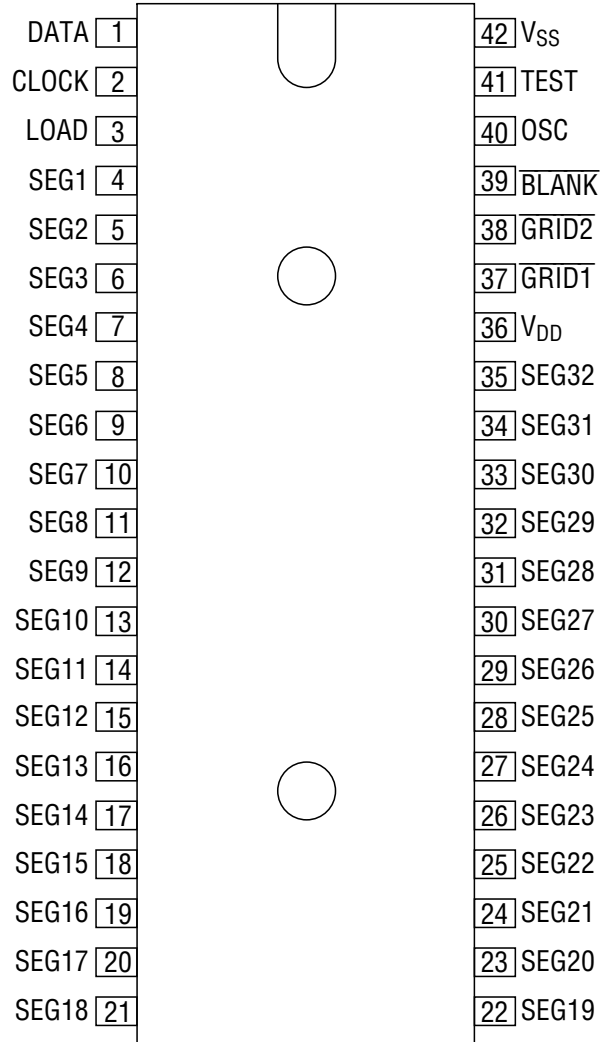 DATA 1 42 VSS
CLOCK 2 41 TEST
LOAD 3 40 OSC
SEG1 4 39 B̅L̅A̅N̅K̅
SEG2 5 38 G̅R̅I̅D̅2̅
SEG3 6 37 G̅R̅I̅D̅1̅
SEG4 7 36 VDD
SEG5 8 35 SEG32
SEG6 9 34 SEG31
SEG7 10 33 SEG30
SEG8 11 32 SEG29
SEG9 12 31 SEG28
SEG10 13 30 SEG27
SEG11 14 29 SEG26
SEG12 15 28 SEG25
SEG13 16 27 SEG24
SEG14 17 26 SEG23
SEG15 18 25 SEG22
SEG16 19 24 SEG21
SEG17 20 23 SEG20
SEG18 21 22 SEG19